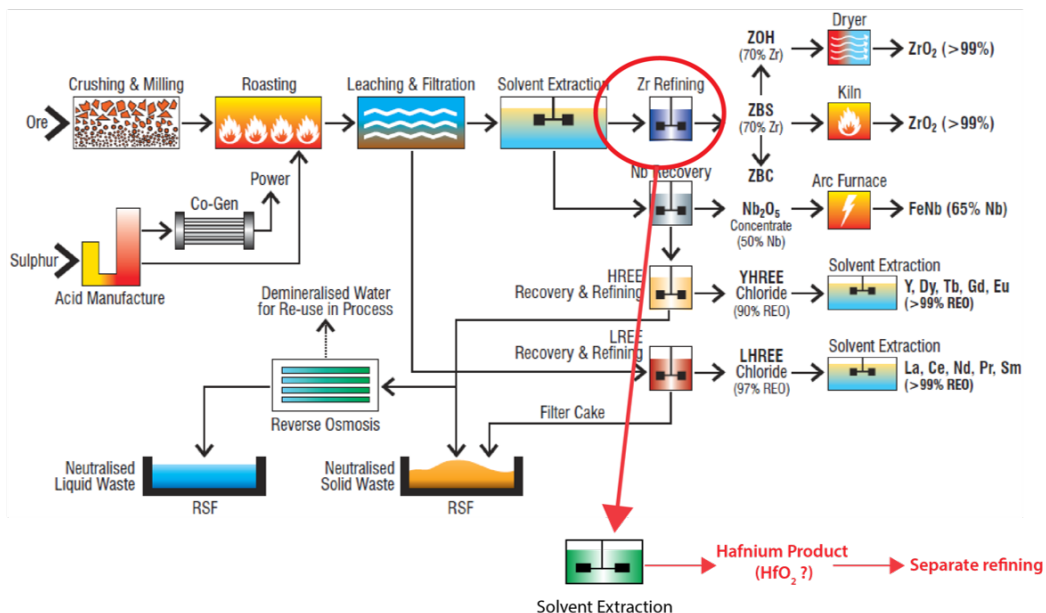 Crushing & Milling
Roasting
Leaching & Filtration
Solvent Extraction
Zr Refining
ZOH
(70% Zr)
Dryer
ZrO₂ (>99%)
Ore
ZBS
(70% Zr)
Kiln
ZrO₂ (>99%)
ZBC
Power
Co-Gen
Nb Recovery
Nb₂O₅
Concentrate
(50% Nb)
Arc Furnace
FeNb (65% Nb)
Sulphur
Acid Manufacture
Demineralised Water
for Re-use in Process
HREE
Recovery & Refining
YHREE
Chloride
(90% REO)
Solvent Extraction
Y, Dy, Tb, Gd, Eu
(>99% REO)
LREE
Recovery & Refining
LHREE
Chloride
(97% REO)
Solvent Extraction
La, Ce, Nd, Pr, Sm
(>99% REO)
Reverse Osmosis
Filter Cake
Neutralised
Liquid Waste
RSF
Neutralised
Solid Waste
RSF
Solvent Extraction
Hafnium Product
(HfO₂ ?)
Separate refining